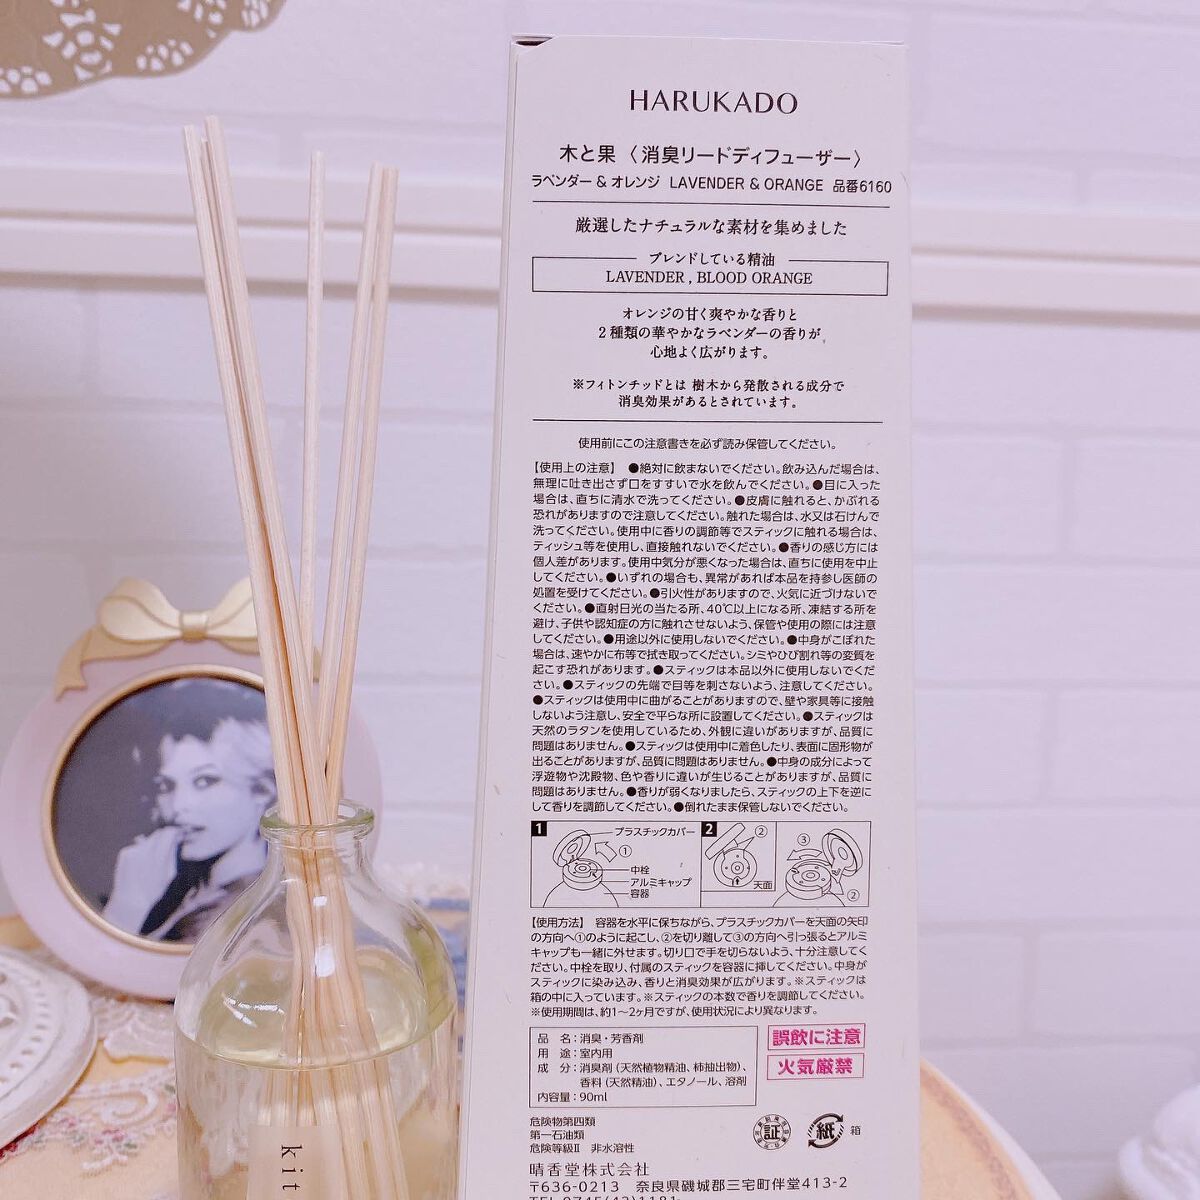 HARUKADO
木と果〈消臭リードディフューザー〉
ラベンダー & オレンジ LAVENDER & ORANGE 品番6160
厳選したナチュラルな素材を集めました
ブレンドしている精油
LAVENDER , BLOOD ORANGE
オレンジの甘く爽やかな香りと
2種類の華やかなラベンダーの香りが
心地よく広がります。
※フィトンチッドとは 樹木から発散される成分で
消臭効果があるとされています。
使用前にこの注意書きを必ず読み保管してください。
【使用上の注意】 ●絶対に飲まないでください。飲み込んだ場合は、
無理に吐き出さず口をすすいで水を飲んでください。●目に入った
場合は、直ちに清水で洗ってください。●皮膚に触れると、かぶれる
恐れがありますので注意してください。触れた場合は、水又は石けんで
洗ってください。使用中に香りの調節等でスティックに触れる場合は、
ティッシュ等を使用し、直接触れないでください。●香りの感じ方には
個人差があります。使用中気分が悪くなった場合は、直ちに使用を中止
してください。●いずれの場合も、異常があれば本品を持参し医師の
処置を受けてください。●引火性がありますので、火気に近づけないで
ください。●直射日光の当たる所、40℃以上になる所、凍結する所を
避け、子供や認知症の方に触れさせないよう、保管や使用の際には注意
してください。●用途以外に使用しないでください。●中身がこぼれた
場合は、速やかに布等で拭き取ってください。シミやひび割れ等の変質を
起こす恐れがあります。●スティックは本品以外に使用しないでくだ
さい。●スティックの先端で目等を刺さないよう、注意してください。
●スティックは使用中に曲がることがありますので、壁や家具等に接触
しないよう注意し、安全で平らな所に設置してください。●スティックは
天然のラタンを使用しているため、外観に違いがありますが、品質に
問題はありません。●スティックは使用中に着色したり、表面に固形物が
出ることがありますが、品質に問題はありません。●中身の成分によって
浮遊物や沈殿物、色や香りに違いが生じることがありますが、品質に
問題はありません。●香りが弱くなりましたら、スティックの上下を逆に
して香りを調節してください。●倒れたまま保管しないでください。
1 プラスチックカバー ① 中栓 アルミキャップ 容器
2 ② 天面 ③ ②
【使用方法】 容器を水平に保ちながら、プラスチックカバーを天面の矢印
の方向へ①のように起こし、②を切り離して③の方向へ引っ張るとアルミ
キャップも一緒に外せます。切り口で手を切らないよう、十分注意してく
ださい。中栓を取り、付属のスティックを容器に挿してください。中身が
スティックに染み込み、香りと消臭効果が広がります。※スティックは
箱の中に入っています。※スティックの本数で香りを調節してください。
※使用期間は、約1〜2ヶ月ですが、使用状況により異なります。
品 名：消臭・芳香剤
用 途：室内用
成 分：消臭剤（天然植物精油、柿抽出物）、
香料（天然精油）、エタノール、溶剤
内容量：90ml
誤飲に注意
火気厳禁
危険物第四類
第一石油類
危険等級Ⅱ 非水溶性
証
紙 箱
晴香堂株式会社
〒636-0213 奈良県磯城郡三宅町伴堂413-2
TEL 0745(43)1181
kit